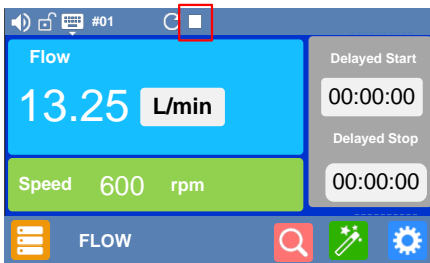 #01
Flow
13.25 L/min
Speed 600 rpm
Delayed Start
00:00:00
Delayed Stop
00:00:00
FLOW